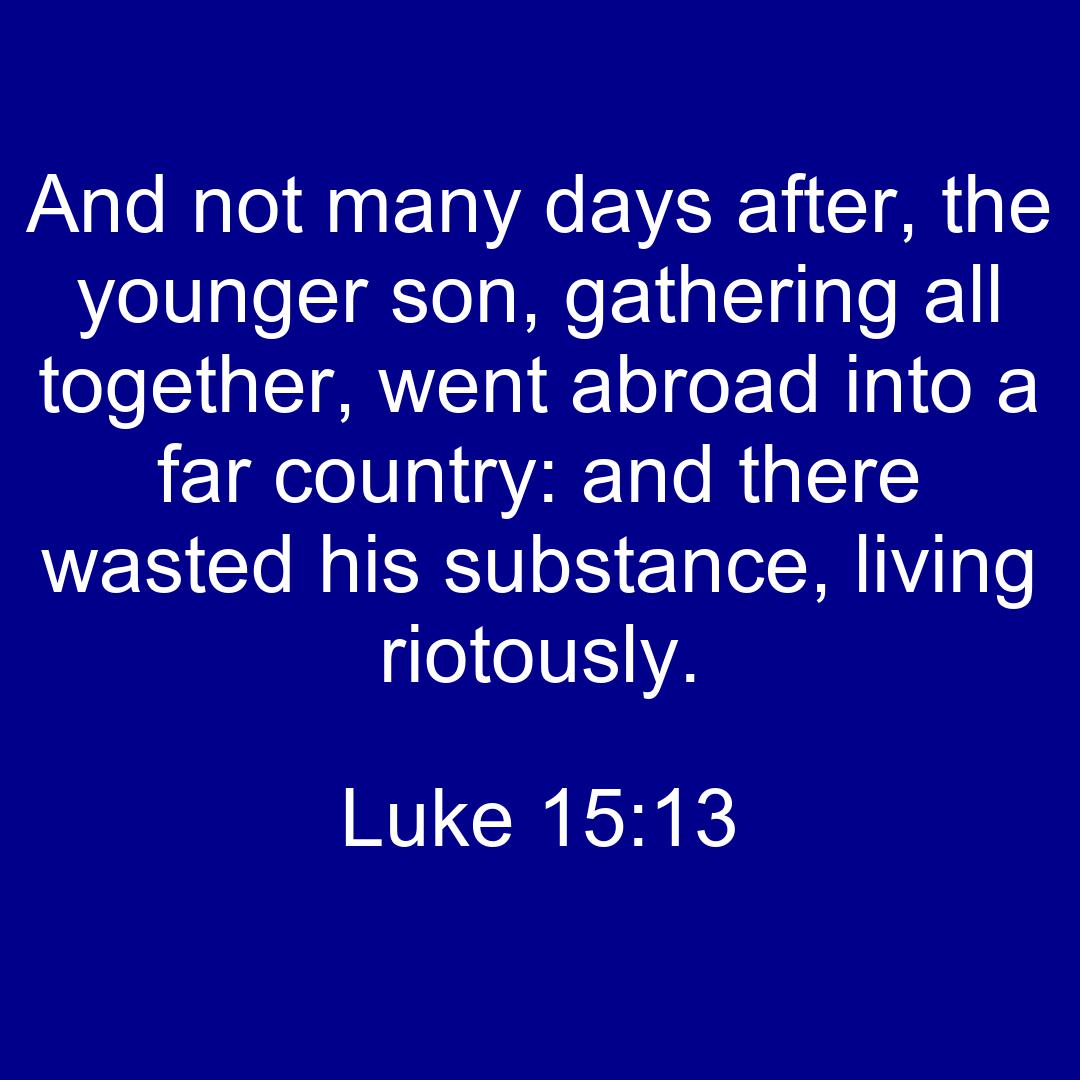 And not many days after, the
younger son, gathering all
together, went abroad into a
far country: and there
wasted his substance, living
riotously.
Luke 15:13